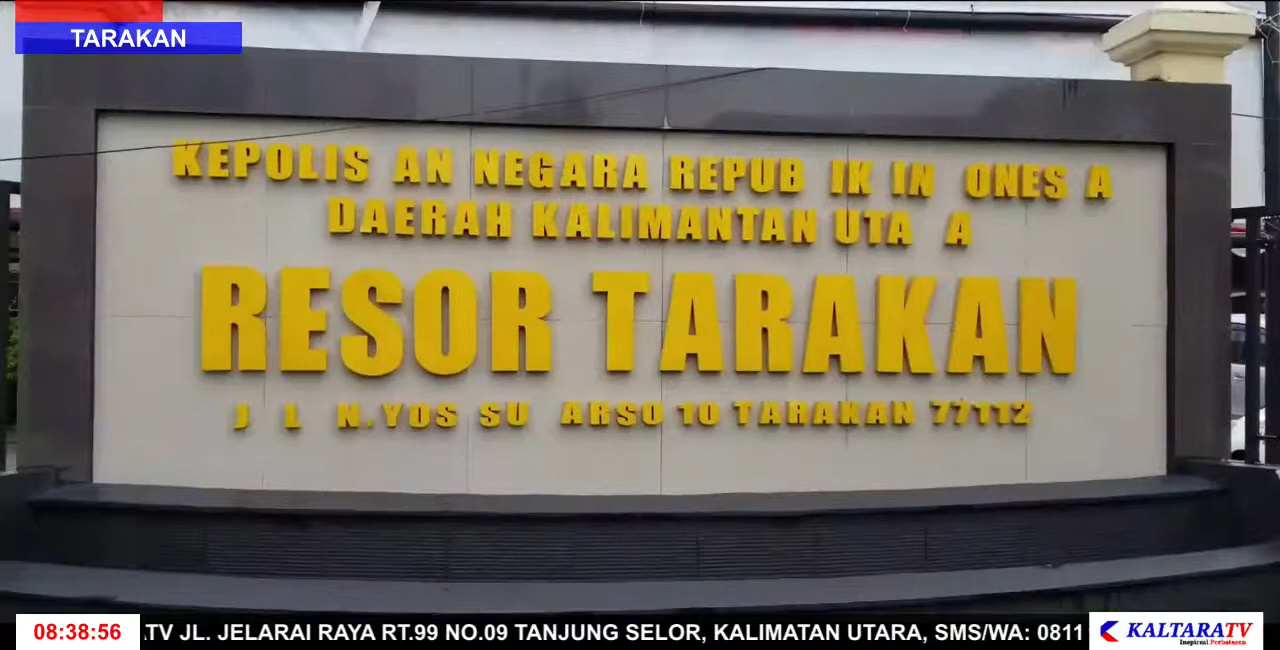 TARAKAN
KEPOLIS AN NEGARA REPUB IK IN ONES A
DAERAH KALIMANTAN UTA A
RESOR TARAKAN
J L N.YOS SU ARSO 10 TARAKAN 77112
08:38:56
.TV JL. JELARAI RAYA RT.99 NO.09 TANJUNG SELOR, KALIMATAN UTARA, SMS/WA: 0811
KALTARATV
Inspirasi Perbatasan